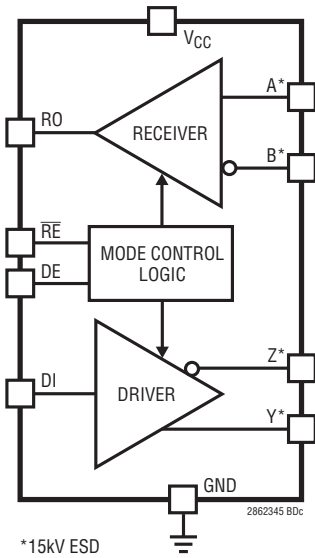 VCC
A*
RO
RECEIVER
B*
RE
MODE CONTROL
LOGIC
DE
Z*
DI
DRIVER
Y*
GND
2862345 BDc
*15kV ESD